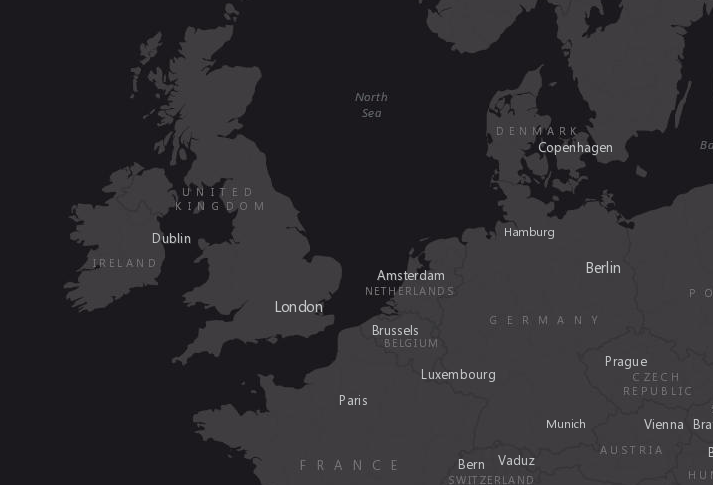 North
Sea
DENMARK
Copenhagen
Ba
UNITED
KINGDOM
Dublin
Hamburg
IRELAND
Berlin
Amsterdam
NETHERLANDS
PO
London
GERMANY
Brussels
BELGIUM
Prague
Luxembourg
CZECH
REPUBLIC
Paris
Munich
Vienna
Bra
AUSTRIA
B
FRANCE
Bern
Vaduz
SWITZERLAND
HUN